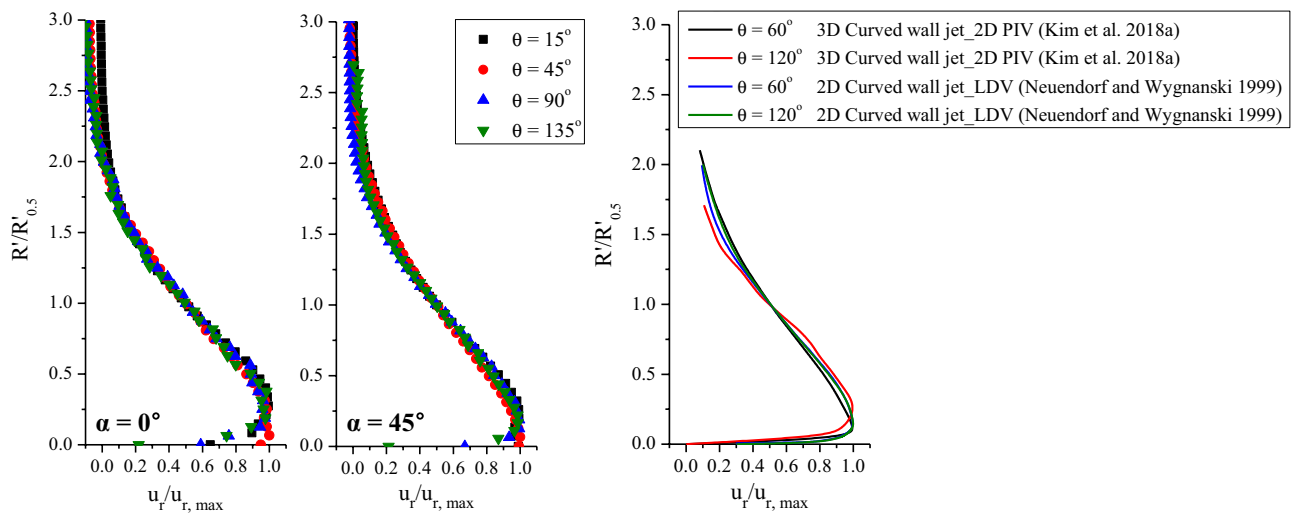 3.0
2.5
2.0
1.5
1.0
0.5
0.0
R'/R'0.5
0.0 0.2 0.4 0.6 0.8 1.0
ur/ur, max
α = 0°
3.0
2.5
2.0
1.5
1.0
0.5
0.0
0.0 0.2 0.4 0.6 0.8 1.0
ur/ur, max
α = 45°
θ = 15°
θ = 45°
θ = 90°
θ = 135°
3.0
2.5
2.0
1.5
1.0
0.5
0.0
R'/R'0.5
0.0 0.2 0.4 0.6 0.8 1.0
ur/ur, max
θ = 60° 3D Curved wall jet_2D PIV (Kim et al. 2018a)
θ = 120° 3D Curved wall jet_2D PIV (Kim et al. 2018a)
θ = 60° 2D Curved wall jet_LDV (Neuendorf and Wygnanski 1999)
θ = 120° 2D Curved wall jet_LDV (Neuendorf and Wygnanski 1999)